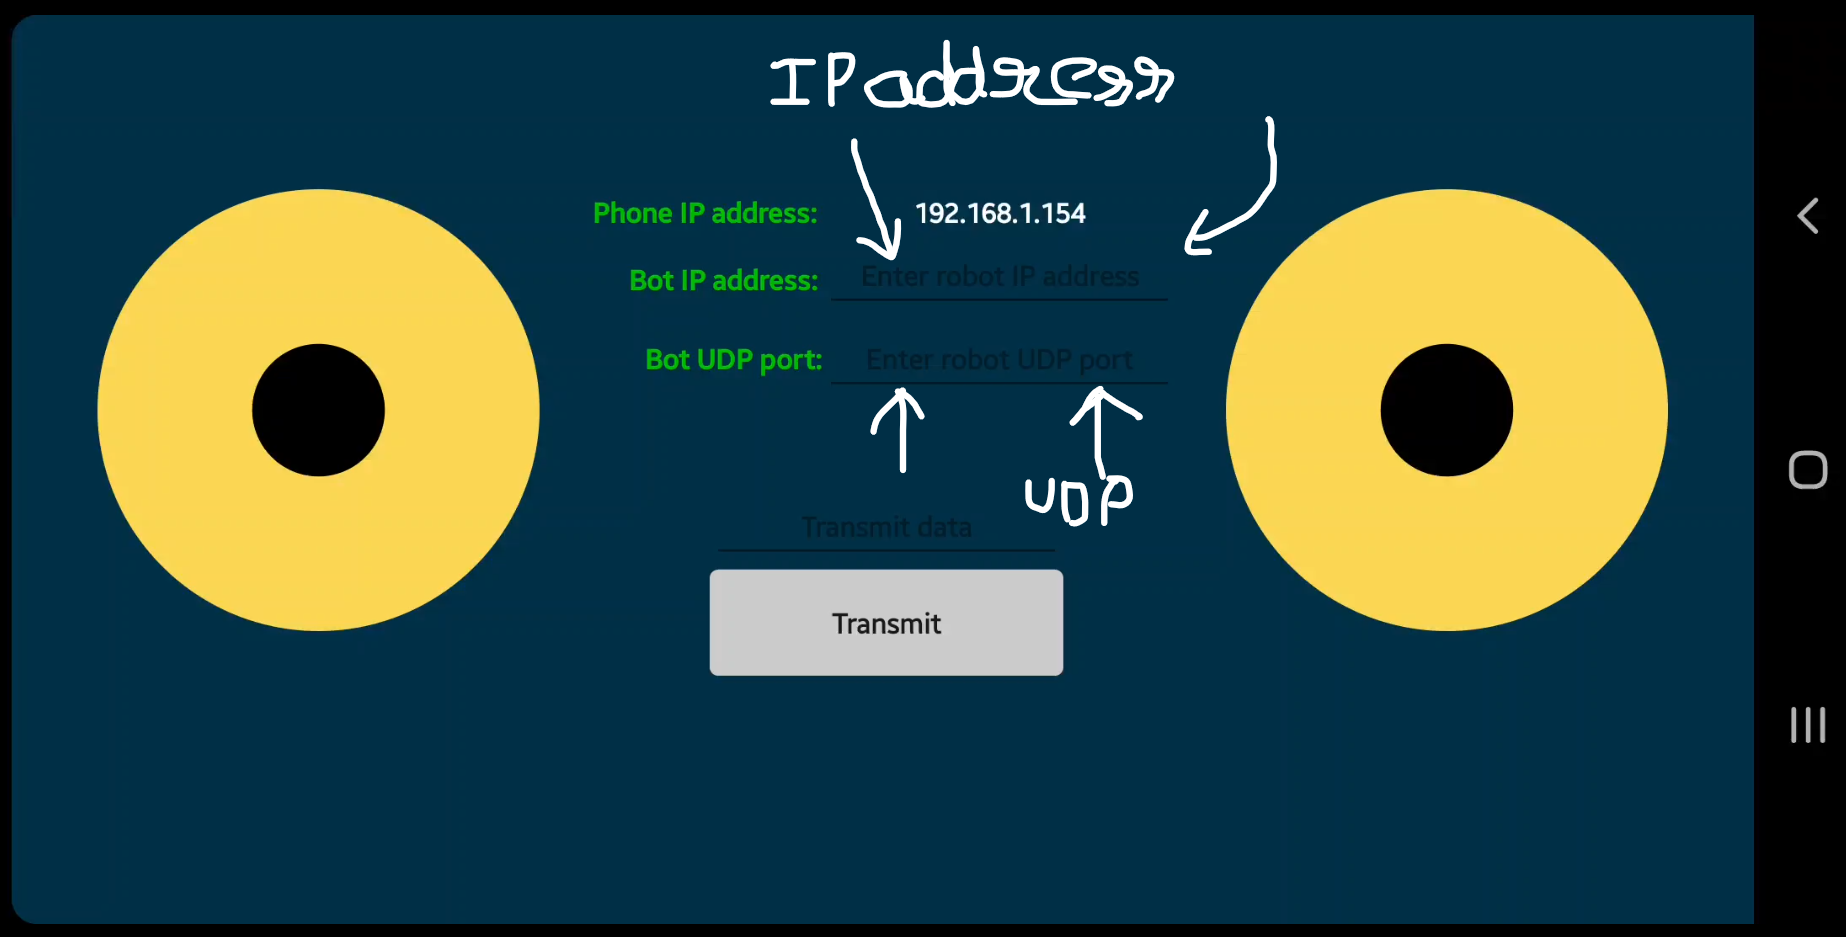 IP address
Phone IP address: 192.168.1.154
Bot IP address: Enter robot IP address
Bot UDP port: Enter robot UDP port
UDP
Transmit data
Transmit